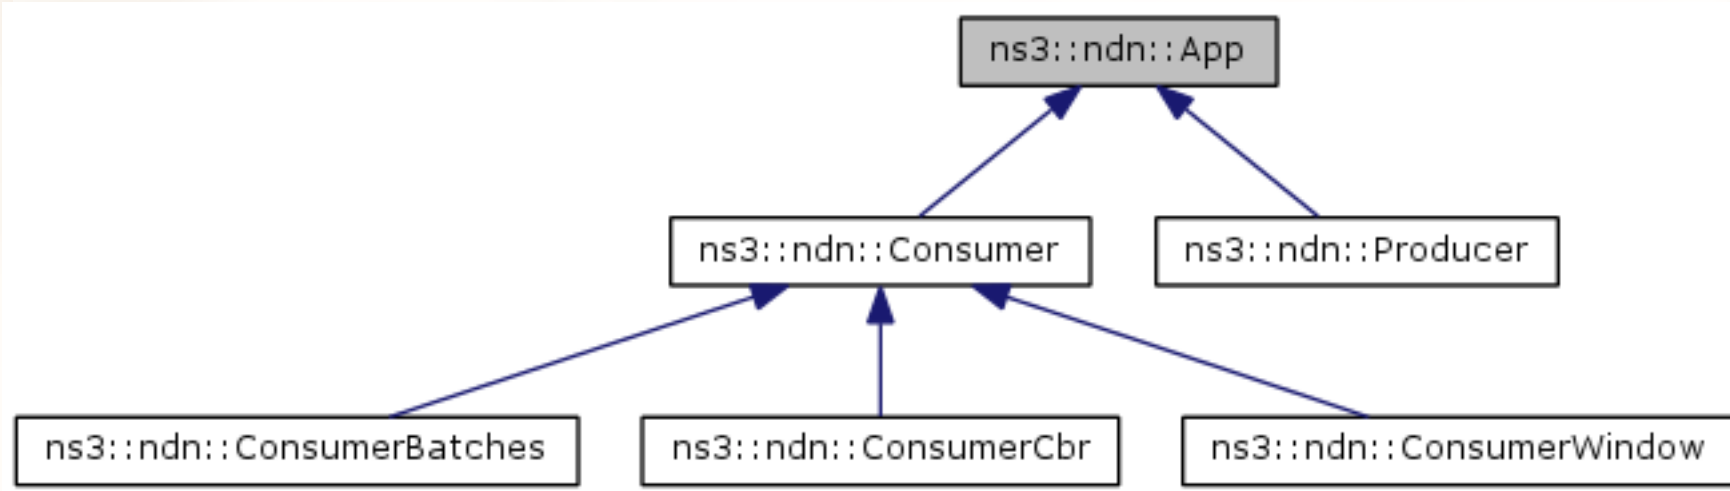 ns3::ndn::App
ns3::ndn::Consumer
ns3::ndn::Producer
ns3::ndn::ConsumerBatches
ns3::ndn::ConsumerCbr
ns3::ndn::ConsumerWindow